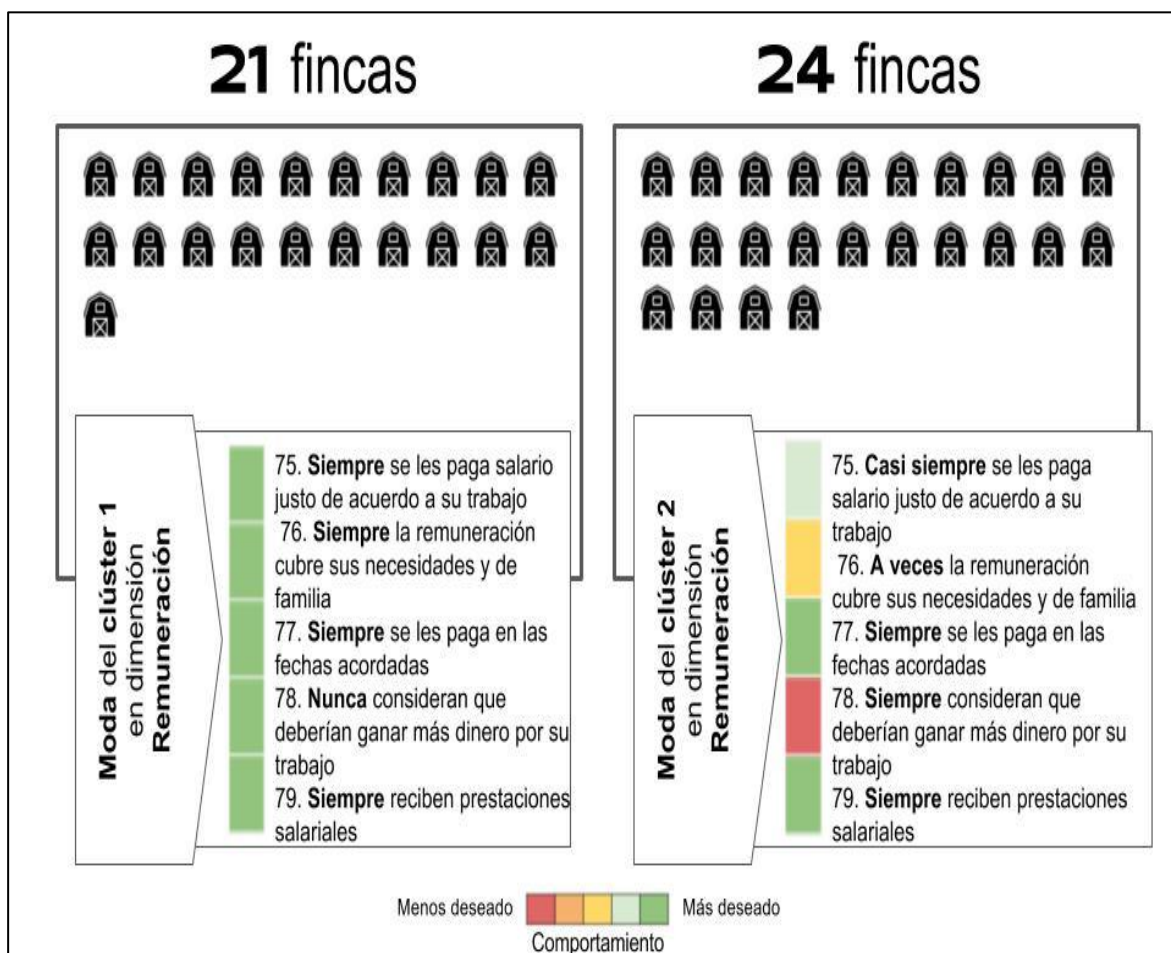 21 fincas
24 fincas
Moda del clúster 1
en dimensión
Remuneración
75. Siempre se les paga salario
justo de acuerdo a su trabajo
76. Siempre la remuneración
cubre sus necesidades y de
familia
77. Siempre se les paga en las
fechas acordadas
78. Nunca consideran que
deberían ganar más dinero por su
trabajo
79. Siempre reciben prestaciones
salariales
Moda del clúster 2
en dimensión
Remuneración
75. Casi siempre se les paga
salario justo de acuerdo a su
trabajo
76. A veces la remuneración
cubre sus necesidades y de familia
77. Siempre se les paga en las
fechas acordadas
78. Siempre consideran que
deberían ganar más dinero por su
trabajo
79. Siempre reciben prestaciones
salariales
Menos deseado
Más deseado
Comportamiento